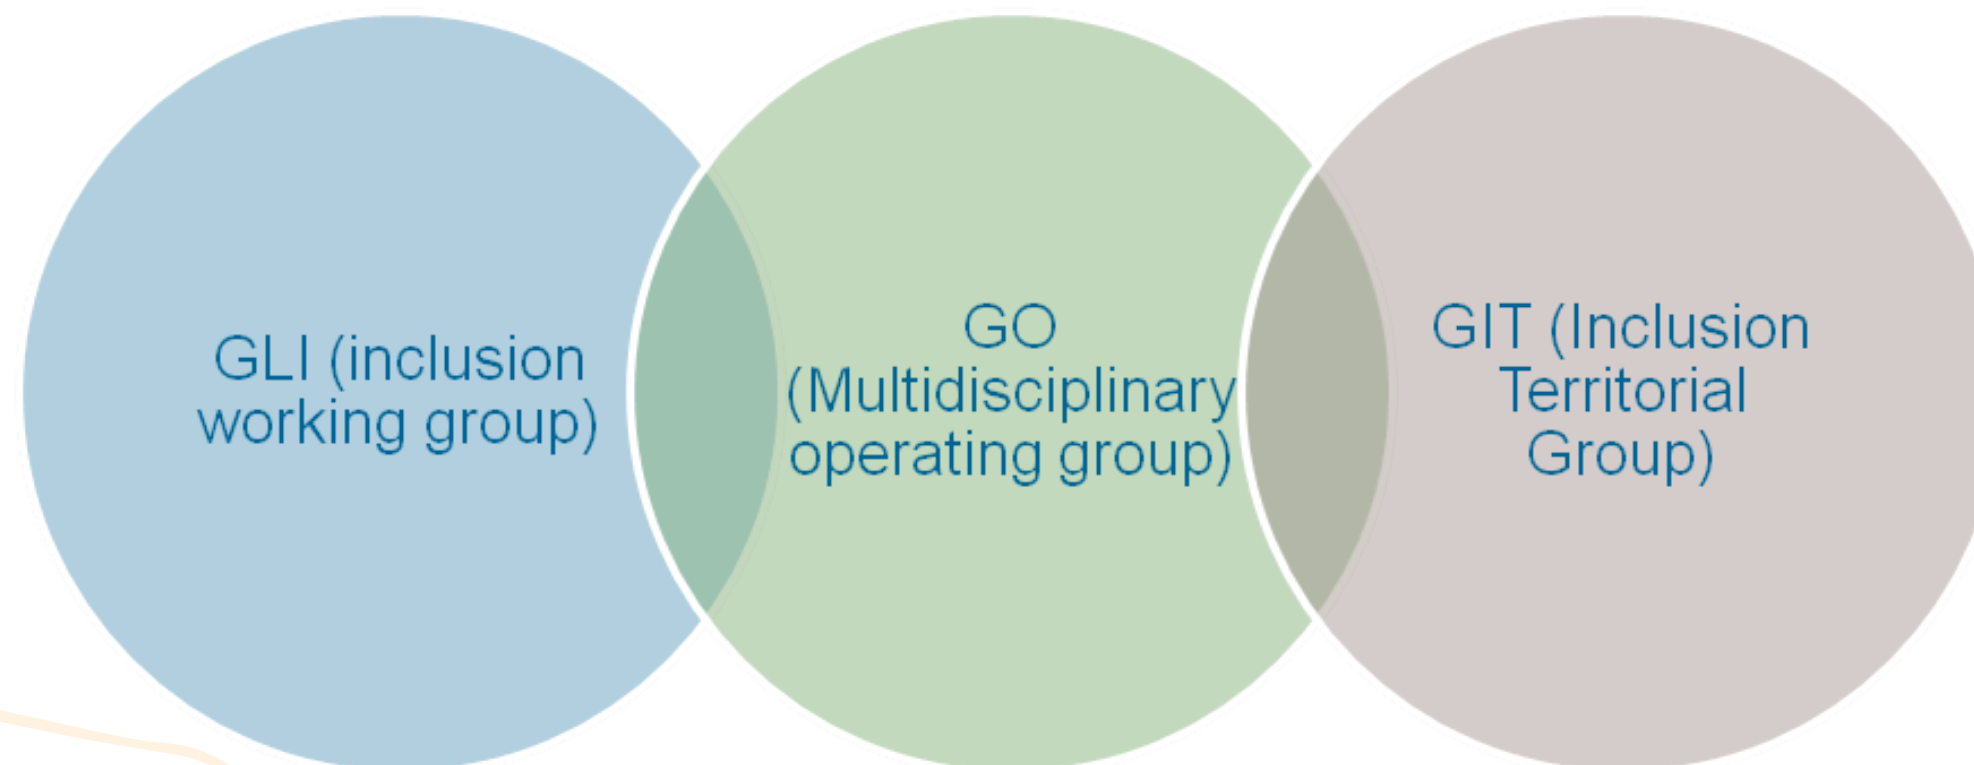 GLI (inclusion
working group)
GO
(Multidisciplinary
operating group)
GIT (Inclusion
Territorial
Group)